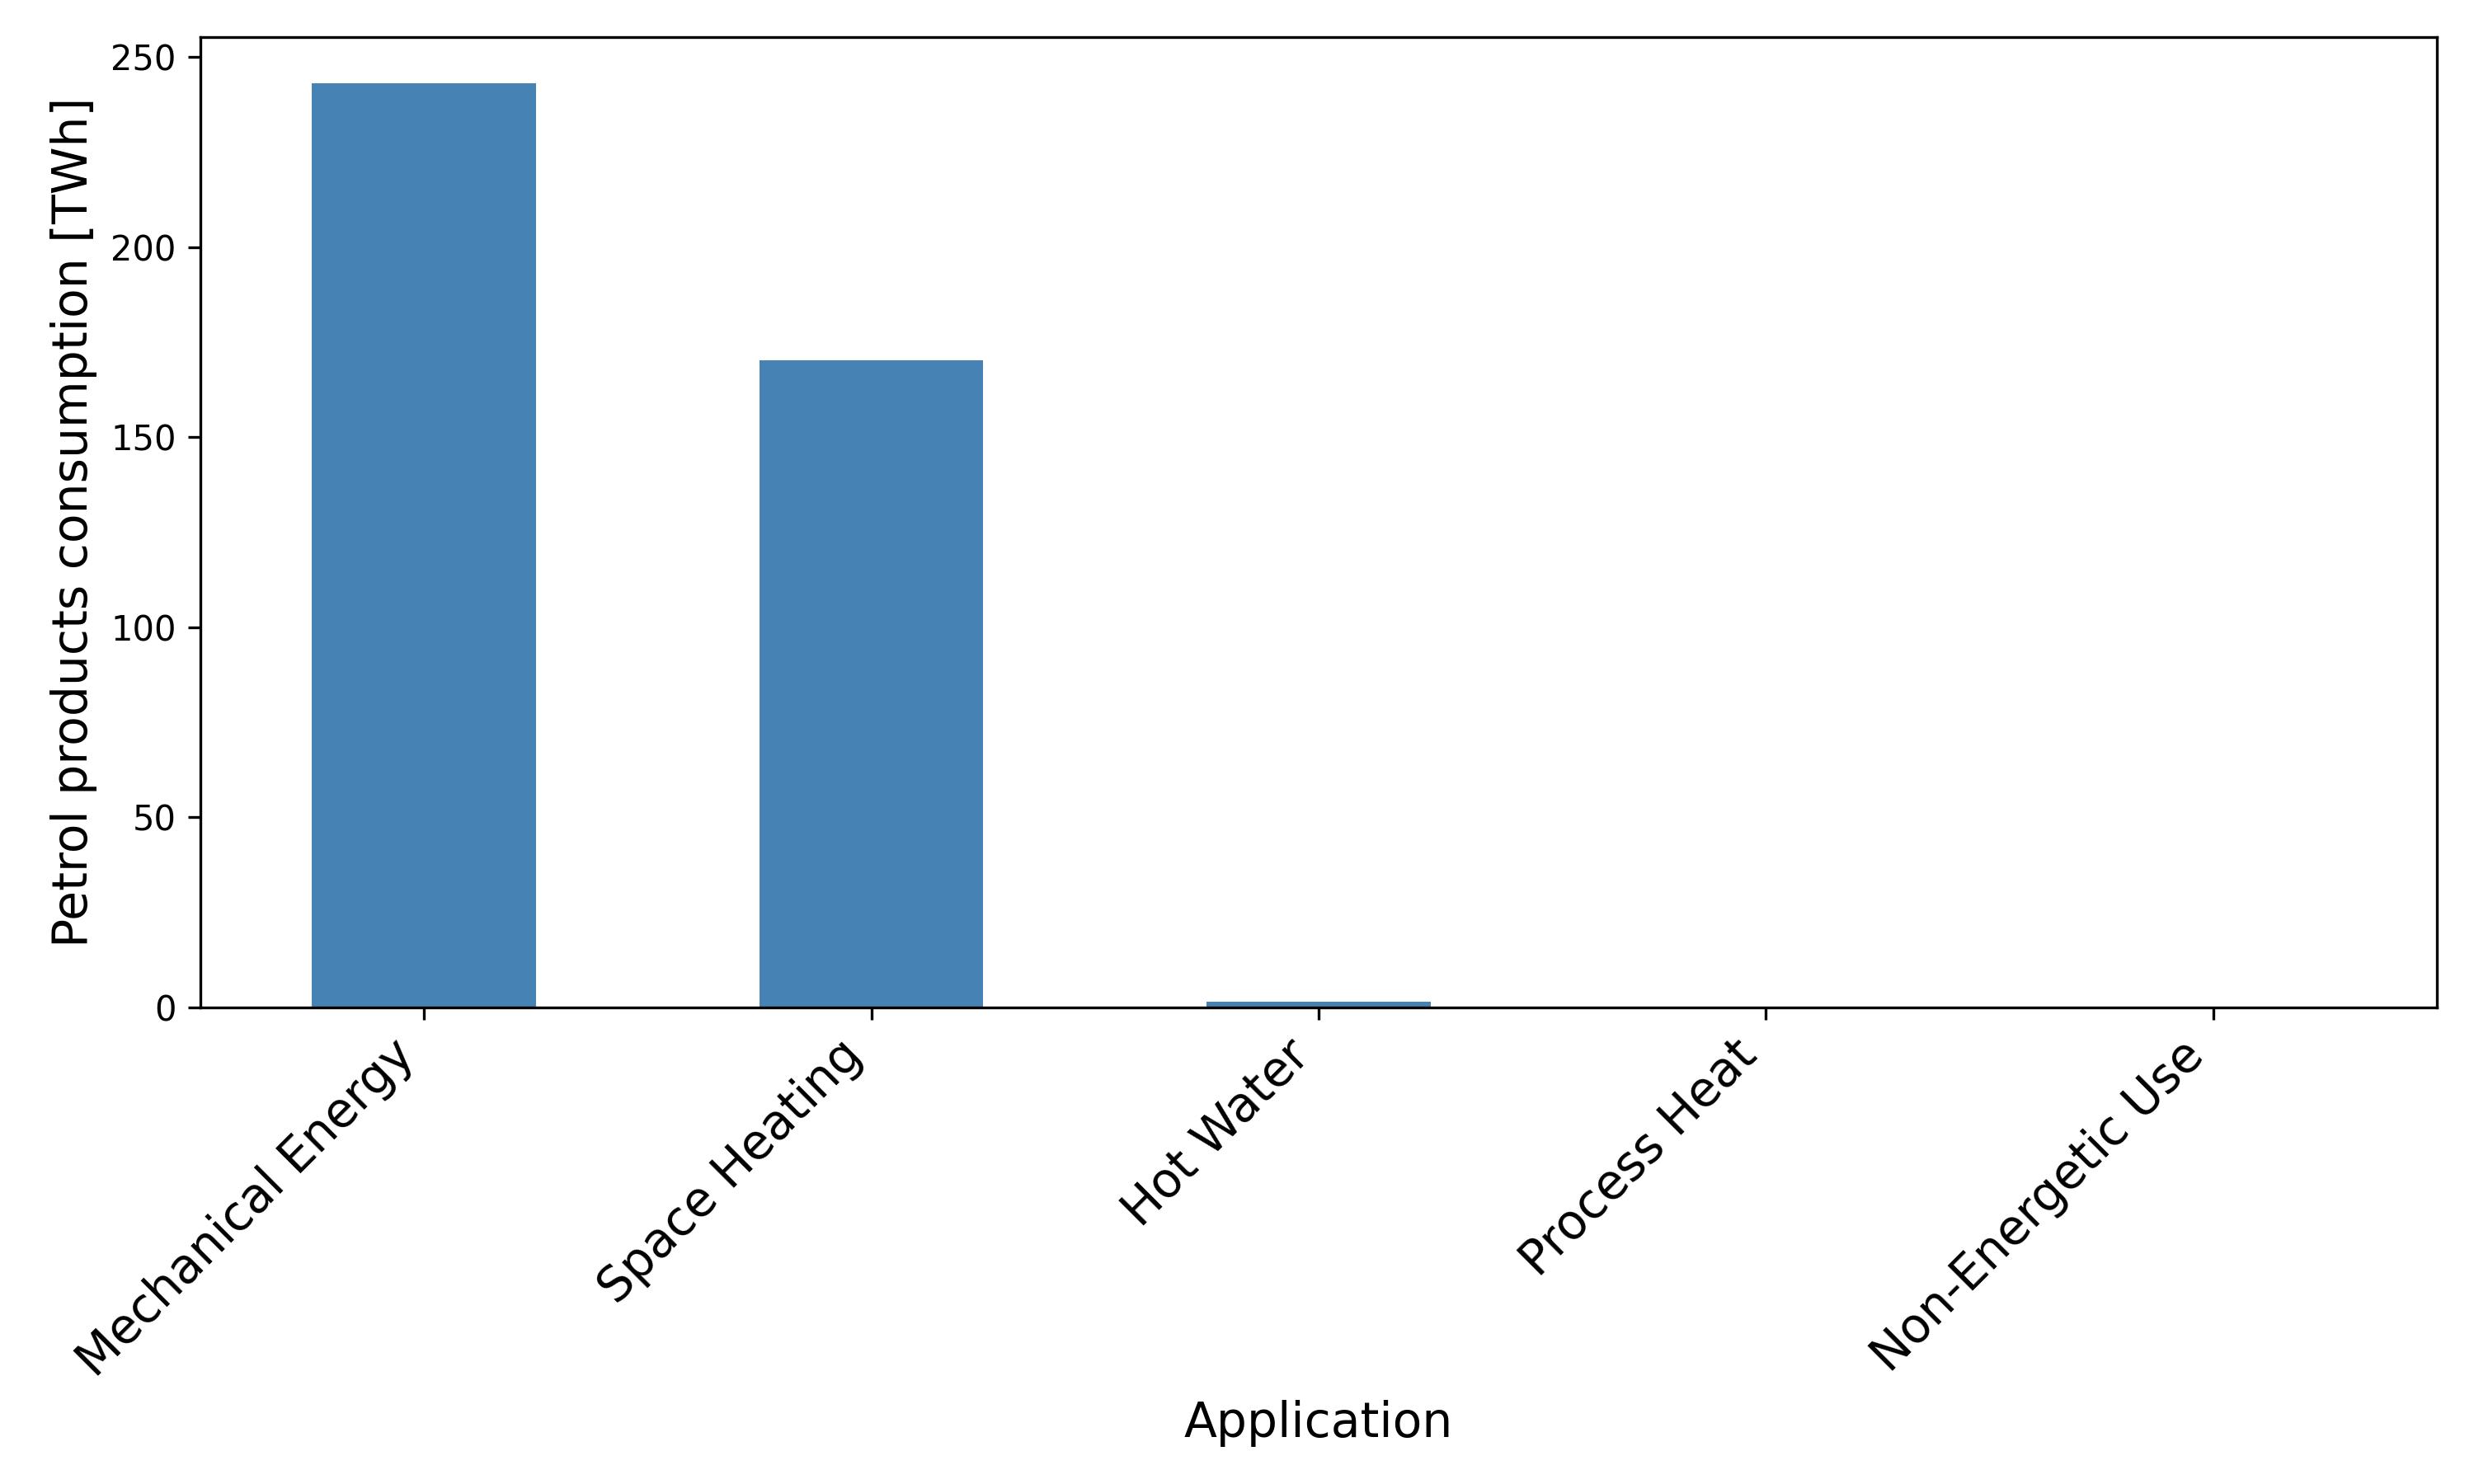 Petrol products consumption [TWh]
250
200
150
100
50
0
Mechanical Energy
Space Heating
Hot Water
Process Heat
Non-Energetic Use
Application